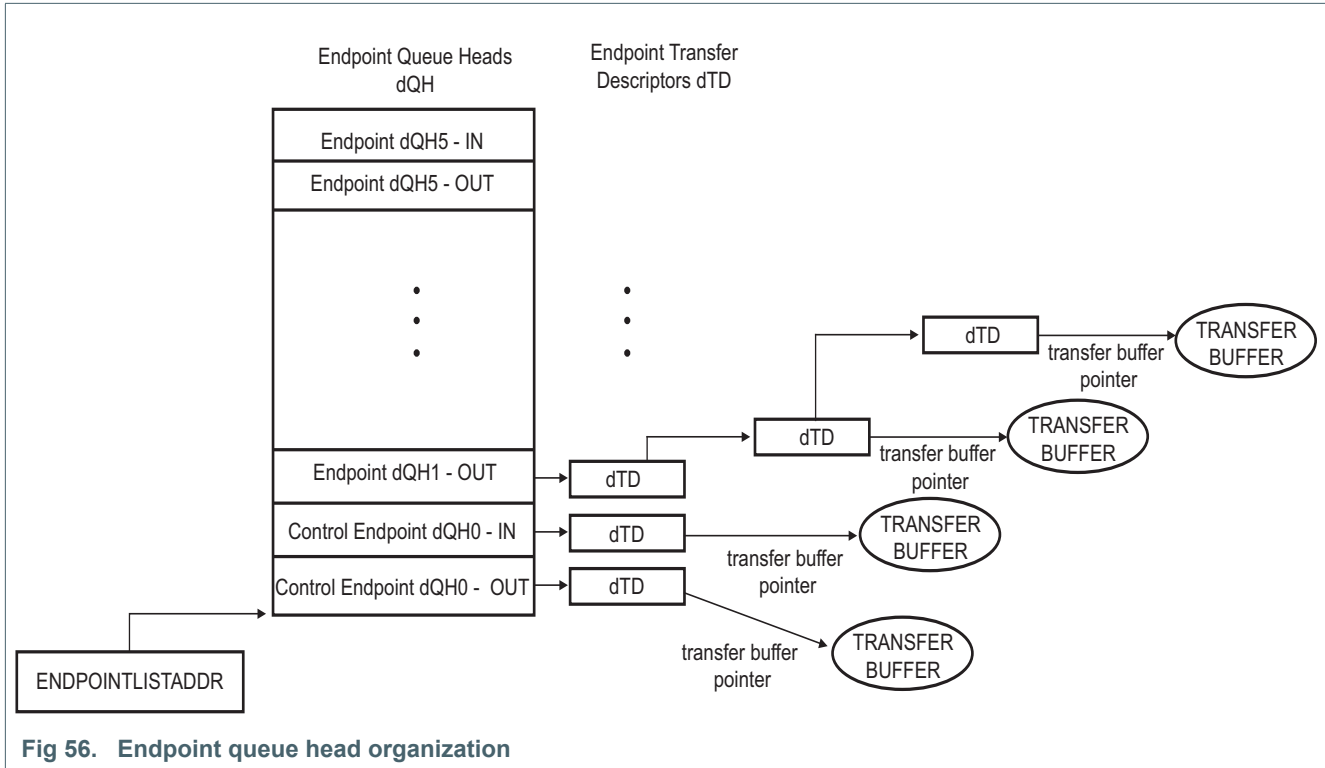 Endpoint Queue Heads
dQH
Endpoint Transfer
Descriptors dTD
Endpoint dQH5 - IN
Endpoint dQH5 - OUT
dTD
transfer buffer
pointer
TRANSFER
BUFFER
dTD
transfer buffer
pointer
TRANSFER
BUFFER
Endpoint dQH1 - OUT
dTD
Control Endpoint dQH0 - IN
dTD
transfer buffer
pointer
TRANSFER
BUFFER
Control Endpoint dQH0 - OUT
dTD
transfer buffer
pointer
TRANSFER
BUFFER
ENDPOINTLISTADDR
Fig 56. Endpoint queue head organization